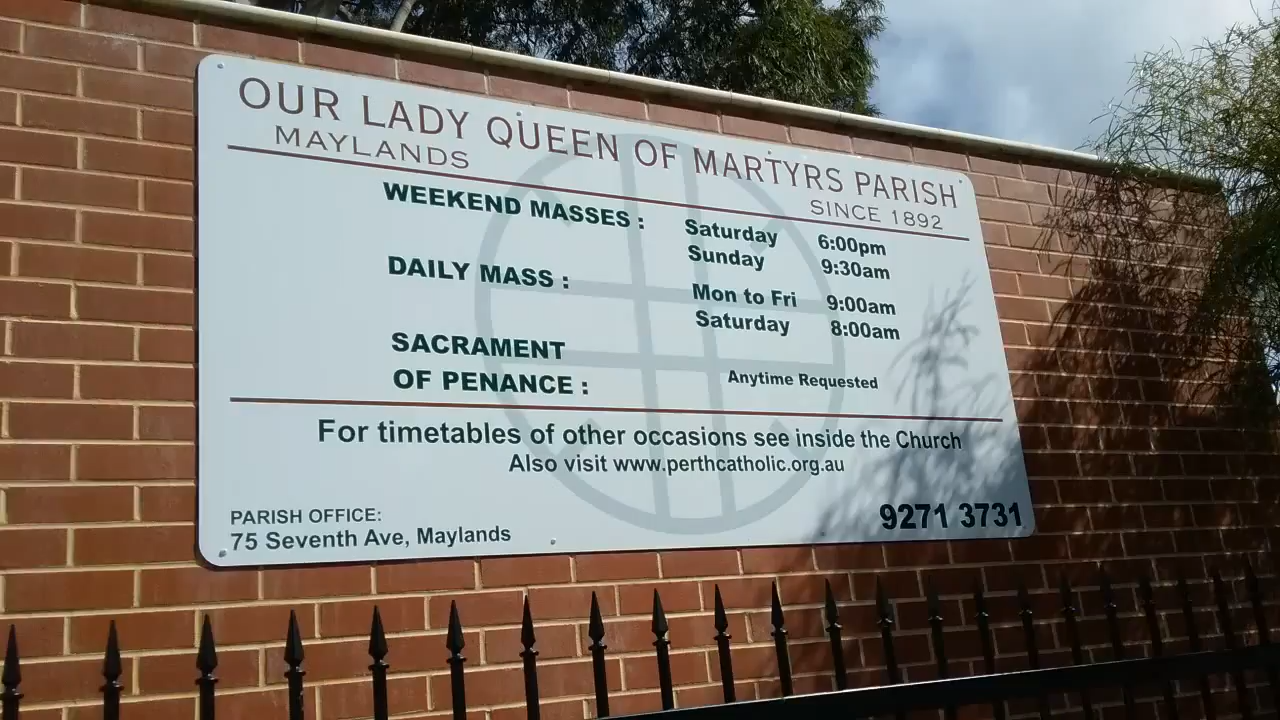 OUR LADY QUEEN OF MARTYRS PARISH
MAYLANDS
SINCE 1892
WEEKEND MASSES : Saturday 6:00pm
Sunday 9:30am
DAILY MASS : Mon to Fri 9:00am
Saturday 8:00am
SACRAMENT
OF PENANCE : Anytime Requested
For timetables of other occasions see inside the Church
Also visit www.perthcatholic.org.au
PARISH OFFICE:
75 Seventh Ave, Maylands
9271 3731